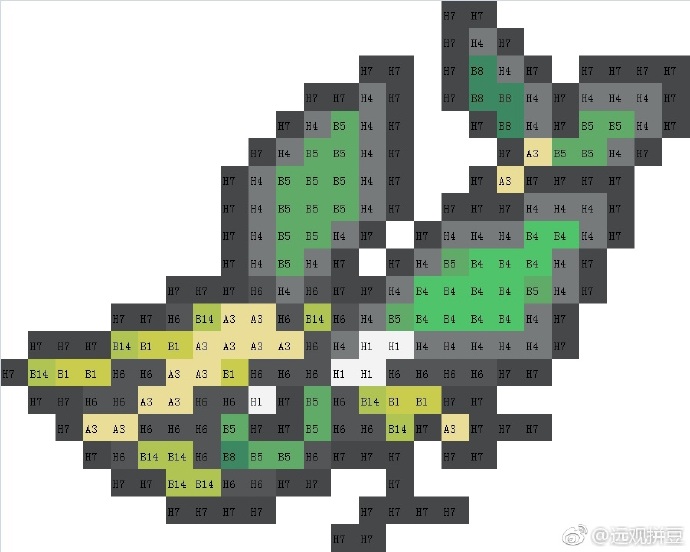 H7 H7
H7 H4 H7
H7 H7 H7 B8 H4 H7 H7 H7 H7 H7
H7 H7 H4 H7 H7 B8 B8 H4 H7 H4 H4 H4 H7
H7 H4 B5 H4 H7 H7 B8 H4 H7 B5 B5 H4 H7
H7 H4 B5 B5 H4 H7 H7 A3 B5 B5 H4 H7
H7 H4 B5 B5 B5 H4 H7 H7 A3 H7 H7 H7 H7
H7 H4 B5 B5 B5 H4 H7 H7 H7 H7 H4 H4 H4 H7
H7 H4 B5 B5 H4 H7 H7 H4 H4 H4 B4 B4 H4 H7
H7 H4 B5 H4 H7 H7 H4 B5 B4 B4 B4 H4 H7
H7 H7 H7 H6 H4 H6 H7 H7 H4 B4 B4 B4 B4 B5 H4 H7
H7 H7 H6 B14 A3 A3 H6 B14 H6 H4 B5 B4 B4 B4 B4 H4 H7
H7 H7 H7 B14 B1 B1 A3 A3 A3 A3 H6 H4 H1 H1 H4 H4 H4 H4 H4 H7
H7 B14 B1 B1 H6 H6 A3 A3 B1 H6 H6 H6 H1 H1 H6 H6 H6 H6 H7 H7
H7 H7 H6 H6 A3 A3 H6 H6 H1 H7 B5 H6 B14 B1 B1 H7 H7
H7 A3 A3 H6 H6 H6 B5 H7 H7 B5 H6 H6 B14 H7 A3 H7 H7 H7
H7 H6 B14 B14 H6 B8 B5 B5 H6 H7 H7 H7 H7 H7
H7 H7 B14 B14 H6 H6 H7 H7 H7
H7 H7 H7 H7 H7 H7 H7 H7
H7 H7
@远观拼豆